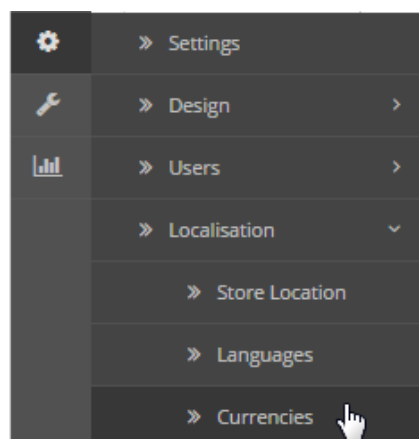 Settings
Design
Users
Localisation
Store Location
Languages
Currencies